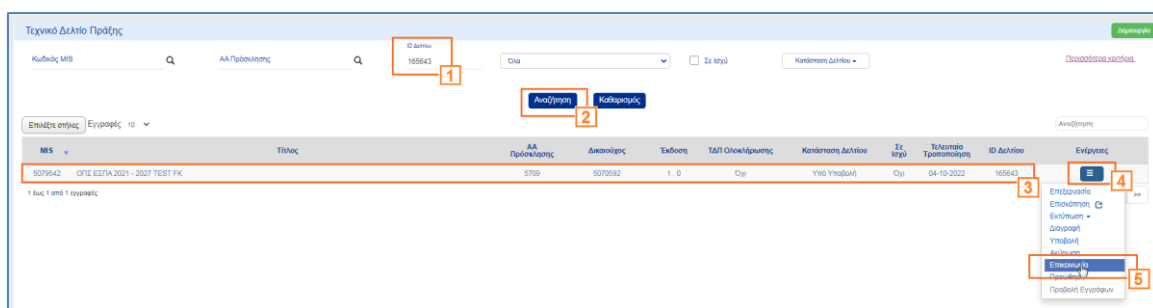 Τεχνικό Δελτίο Πράξης
Δημιουργία
Κωδικός MIS ΑΑ Πρόσκλησης ID Δελτίου 165643 1 Όλα Σε Ισχύ Κατάσταση Δελτίου Περισσότερα κριτήρια
Αναζήτηση Καθαρισμός
2
Επιλέξτε στήλες Εγγραφές 10 Αναζήτηση
MIS Τίτλος ΑΑ Πρόσκλησης Δικαιούχος Έκδοση ΤΔΠ Ολοκλήρωσης Κατάσταση Δελτίου Σε Ισχύ Τελευταία Τροποποίηση ID Δελτίου Ενέργειες
5079542 ΟΠΣ ΕΣΠΑ 2021 - 2027 TEST FK 5709 5070592 1 . 0 Όχι Υπό Υποβολή Όχι 04-10-2022 165643
3 4
1 έως 1 από 1 εγγραφές >>
Επεξεργασία
Επισκόπηση
Εκτύπωση
Διαγραφή
Υποβολή
Ακύρωση
Επικοινωνία
5
Προώθηση
Προβολή Εγγράφων